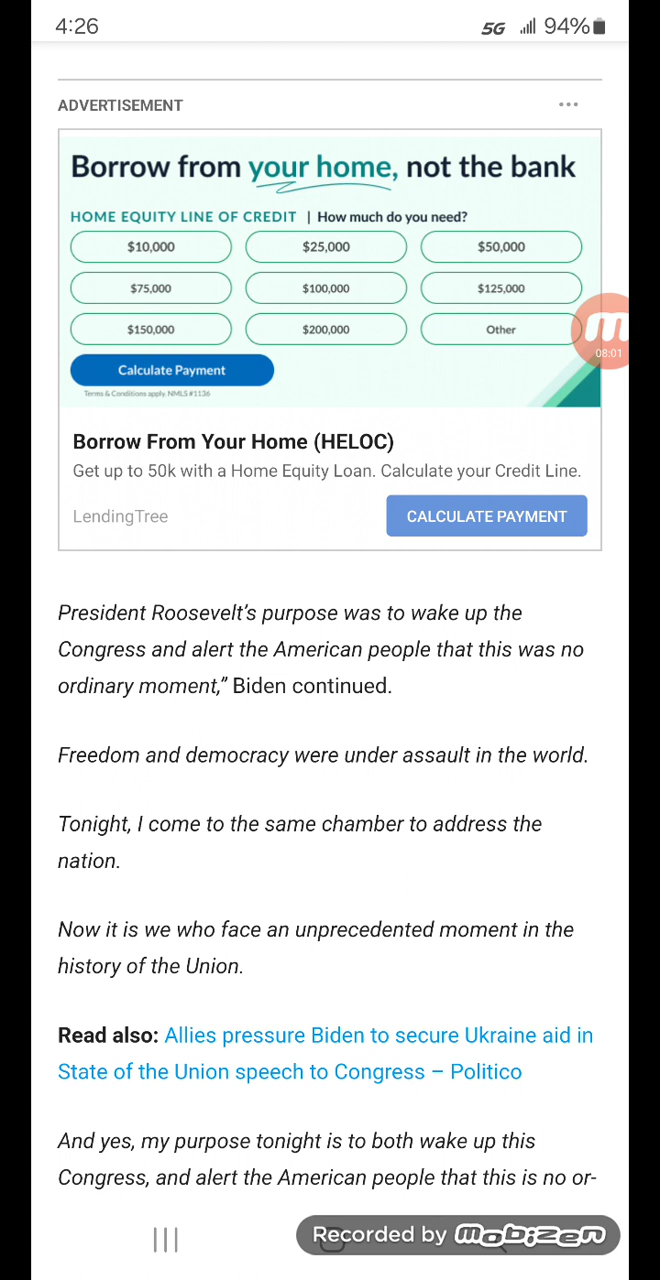 4:26 5G 94%
ADVERTISEMENT
Borrow from your home, not the bank
HOME EQUITY LINE OF CREDIT | How much do you need?
$10,000 $25,000 $50,000
$75,000 $100,000 $125,000
$150,000 $200,000 Other
08:01
Calculate Payment
Terms & Conditions apply. NMLS #1136
Borrow From Your Home (HELOC)
Get up to 50k with a Home Equity Loan. Calculate your Credit Line.
LendingTree CALCULATE PAYMENT
President Roosevelt's purpose was to wake up the
Congress and alert the American people that this was no
ordinary moment,” Biden continued.
Freedom and democracy were under assault in the world.
Tonight, I come to the same chamber to address the
nation.
Now it is we who face an unprecedented moment in the
history of the Union.
Read also: Allies pressure Biden to secure Ukraine aid in
State of the Union speech to Congress – Politico
And yes, my purpose tonight is to both wake up this
Congress, and alert the American people that this is no or-
Recorded by mobizen